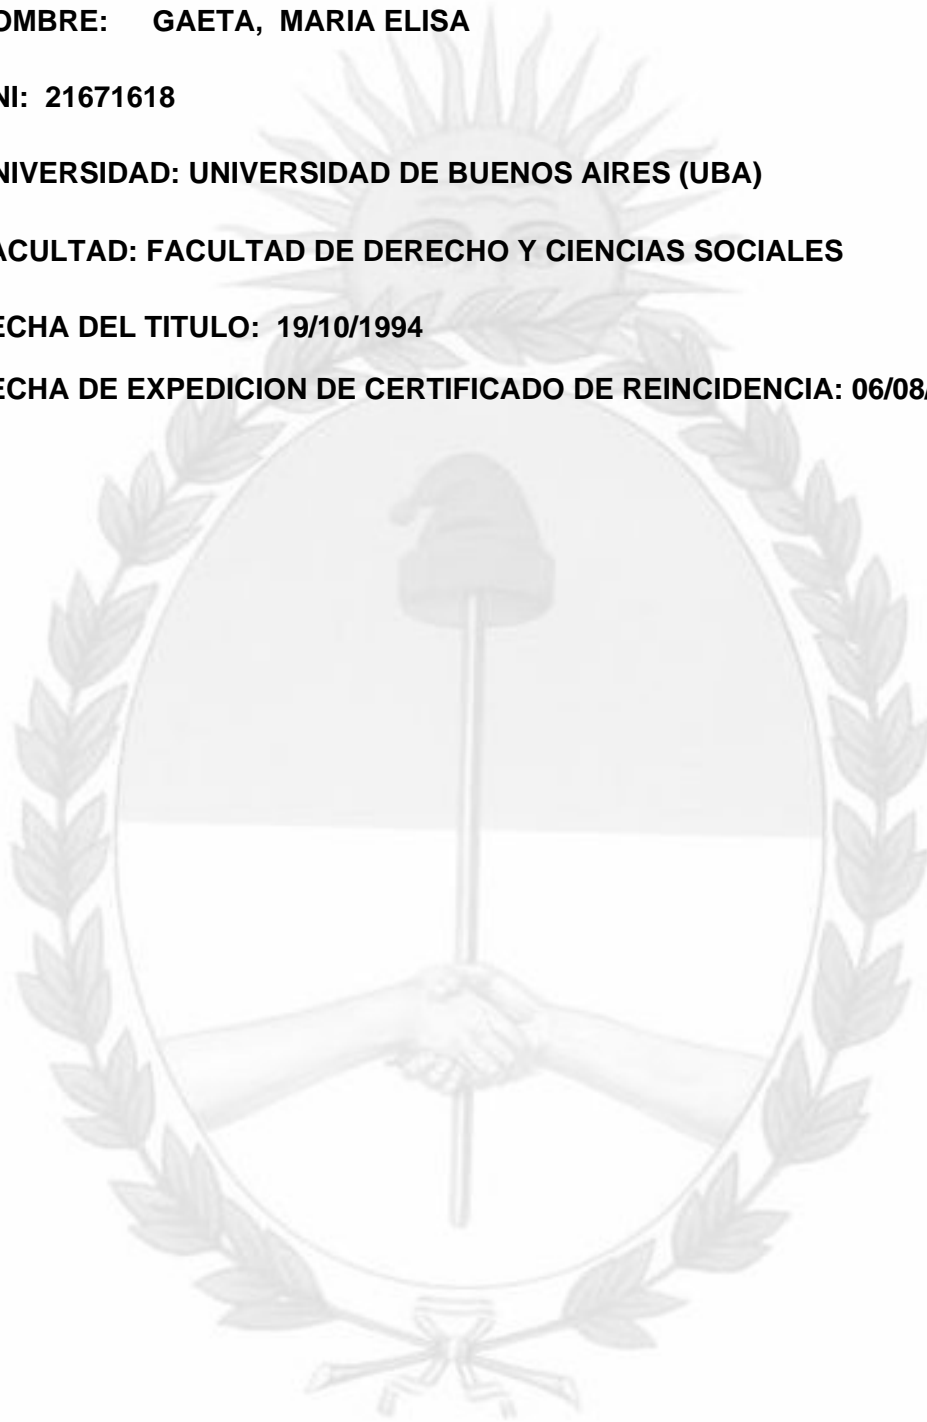 OMBRE: GAETA, MARIA ELISA
NI: 21671618
NIVERSIDAD: UNIVERSIDAD DE BUENOS AIRES (UBA)
ACULTAD: FACULTAD DE DERECHO Y CIENCIAS SOCIALES
ECHA DEL TITULO: 19/10/1994
ECHA DE EXPEDICION DE CERTIFICADO DE REINCIDENCIA: 06/08/